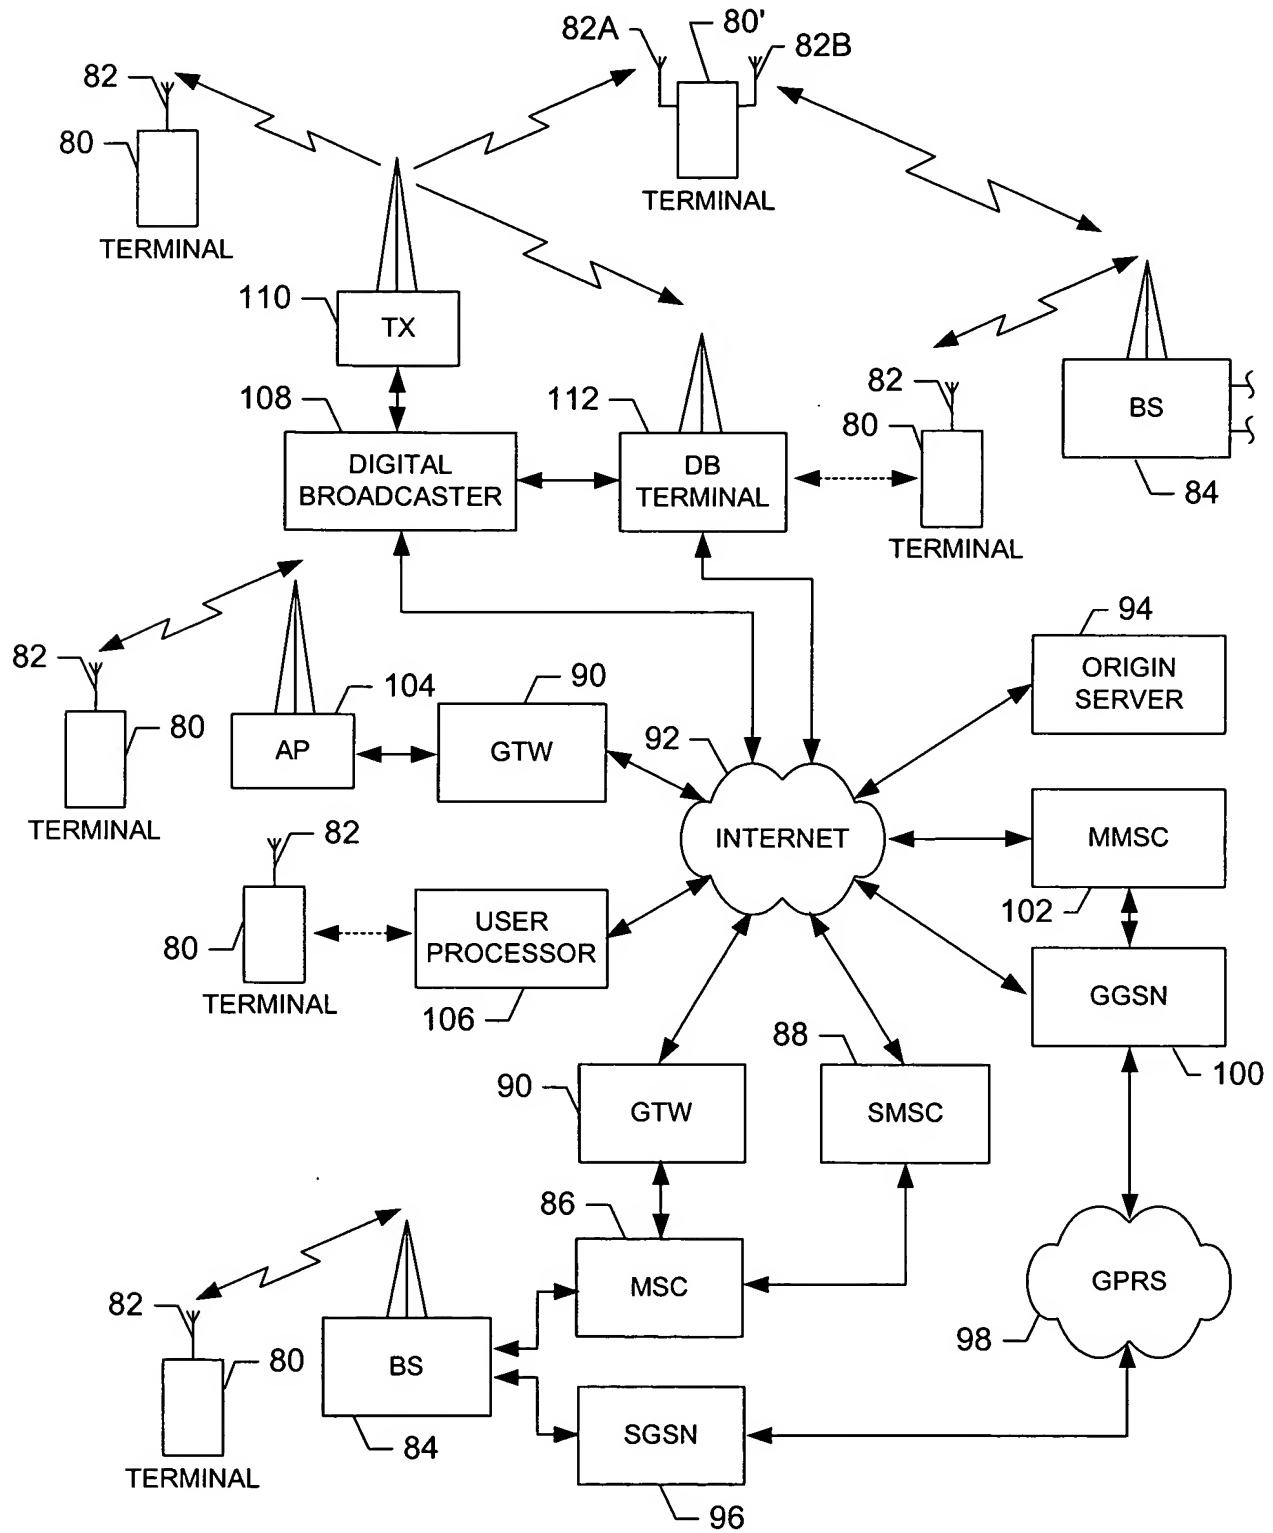 82A
80'
82B
82
80
TERMINAL
TERMINAL
110
TX
108
DIGITAL
BROADCASTER
112
DB
TERMINAL
82
80
TERMINAL
BS
84
82
80
TERMINAL
104
AP
90
GTW
92
INTERNET
94
ORIGIN
SERVER
MMSC
102
82
80
TERMINAL
USER
PROCESSOR
106
GGSN
100
88
SMSC
90
GTW
86
MSC
GPRS
98
82
80
TERMINAL
BS
84
SGSN
96